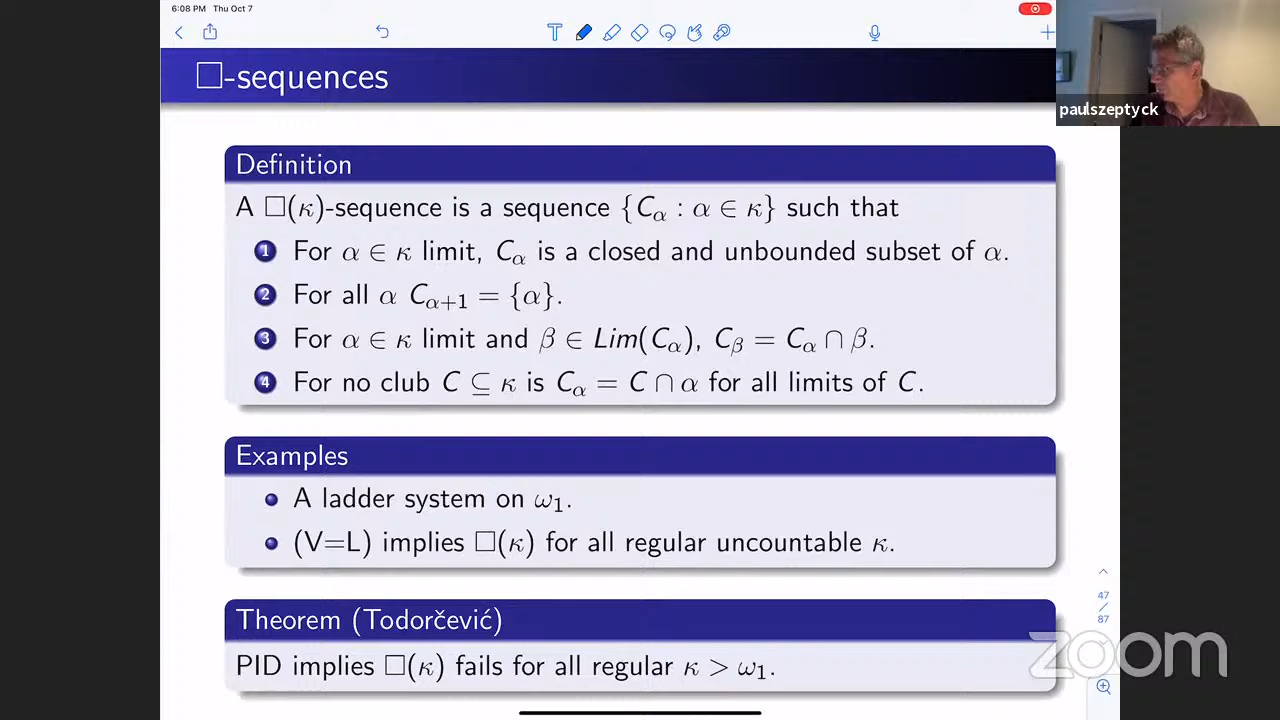 6:08 PM Thu Oct 7
□-sequences
paulszeptyck
Definition
A □(κ)-sequence is a sequence {C_α : α ∈ κ} such that
1 For α ∈ κ limit, C_α is a closed and unbounded subset of α.
2 For all α C_{α+1} = {α}.
3 For α ∈ κ limit and β ∈ Lim(C_α), C_β = C_α ∩ β.
4 For no club C ⊆ κ is C_α = C ∩ α for all limits of C.
Examples
• A ladder system on ω₁.
• (V=L) implies □(κ) for all regular uncountable κ.
Theorem (Todorčević)
PID implies □(κ) fails for all regular κ > ω₁.
47
/
87
zoom